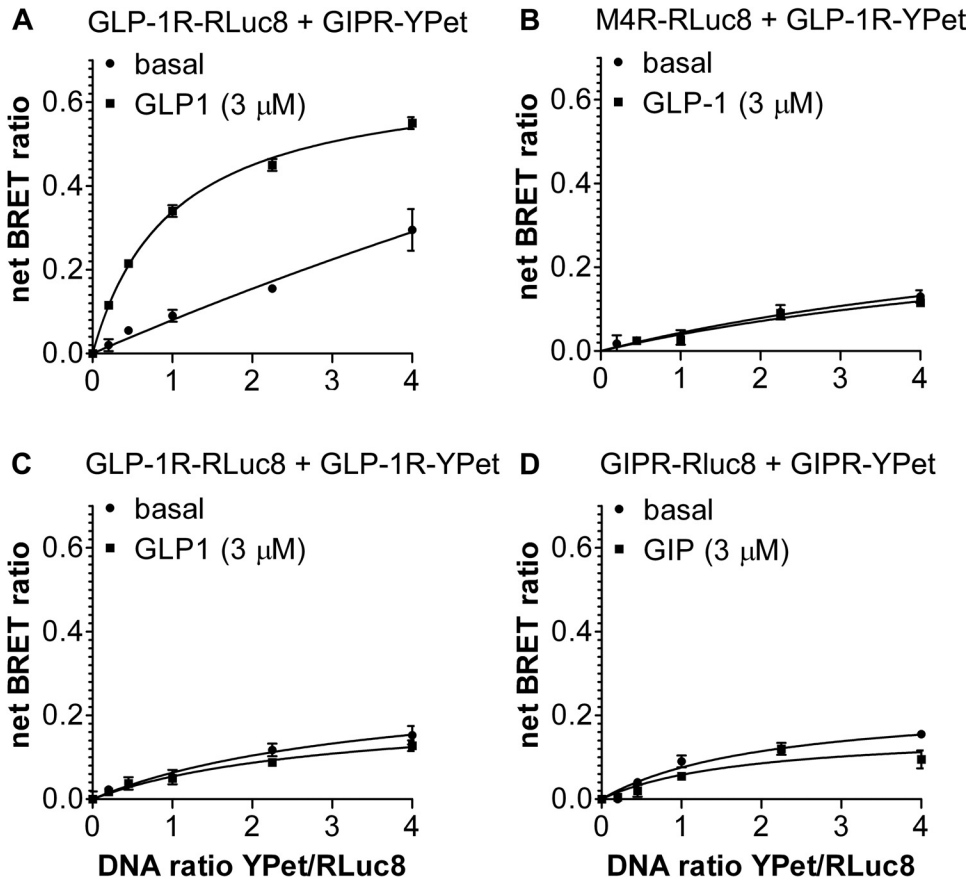 A GLP-1R-RLuc8 + GIPR-YPet
basal
GLP1 (3 μM)
net BRET ratio
0.6
0.4
0.2
0.0
0 1 2 3 4
B M4R-RLuc8 + GLP-1R-YPet
basal
GLP-1 (3 μM)
net BRET ratio
0.6
0.4
0.2
0.0
0 1 2 3 4
C GLP-1R-RLuc8 + GLP-1R-YPet
basal
GLP1 (3 μM)
net BRET ratio
0.6
0.4
0.2
0.0
0 1 2 3 4
DNA ratio YPet/RLuc8
D GIPR-Rluc8 + GIPR-YPet
basal
GIP (3 μM)
net BRET ratio
0.6
0.4
0.2
0.0
0 1 2 3 4
DNA ratio YPet/RLuc8